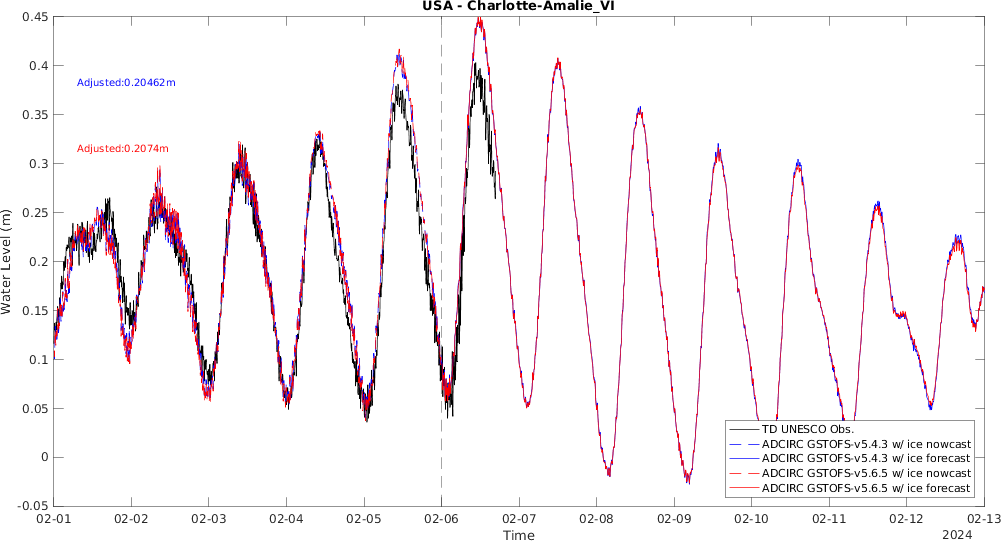 USA - Charlotte-Amalie_VI
0.45
0.4
0.35
0.3
0.25
0.2
0.15
0.1
0.05
0
-0.05
Water Level (m)
Adjusted:0.20462m
Adjusted:0.2074m
TD UNESCO Obs.
ADCIRC GSTOFS-v5.4.3 w/ ice nowcast
ADCIRC GSTOFS-v5.4.3 w/ ice forecast
ADCIRC GSTOFS-v5.6.5 w/ ice nowcast
ADCIRC GSTOFS-v5.6.5 w/ ice forecast
02-01 02-02 02-03 02-04 02-05 02-06 02-07 02-08 02-09 02-10 02-11 02-12 02-13
Time
2024